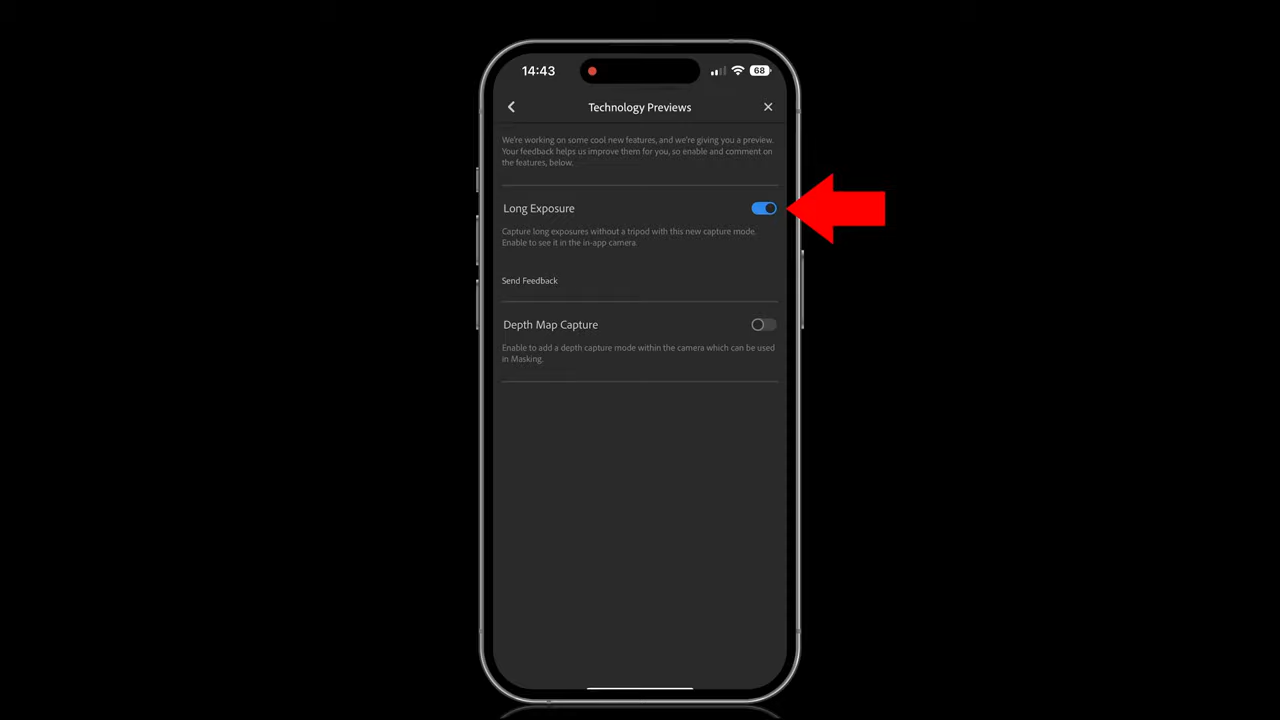 14:43
68
Technology Previews
We're working on some cool new features, and we're giving you a preview.
Your feedback helps us improve them for you, so enable and comment on
the features, below.
Long Exposure
Capture long exposures without a tripod with this new capture mode.
Enable to see it in the in-app camera
Send Feedback
Depth Map Capture
Enable to add a depth capture mode within the camera which can be used
in Masking.